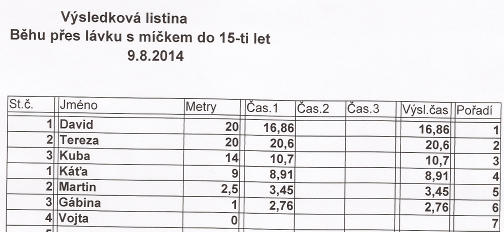 Výsledková listina
Běhu přes lávku s míčkem do 15-ti let
9.8.2014
St.č. Jméno Metry Čas.1 Čas.2 Čas.3 Výsl.čas Pořadí
1 David 20 16,86 16,86 1
2 Tereza 20 20,6 20,6 2
3 Kuba 14 10,7 10,7 3
1 Káťa 9 8,91 8,91 4
2 Martin 2,5 3,45 3,45 5
3 Gábina 1 2,76 2,76 6
4 Vojta 0 7